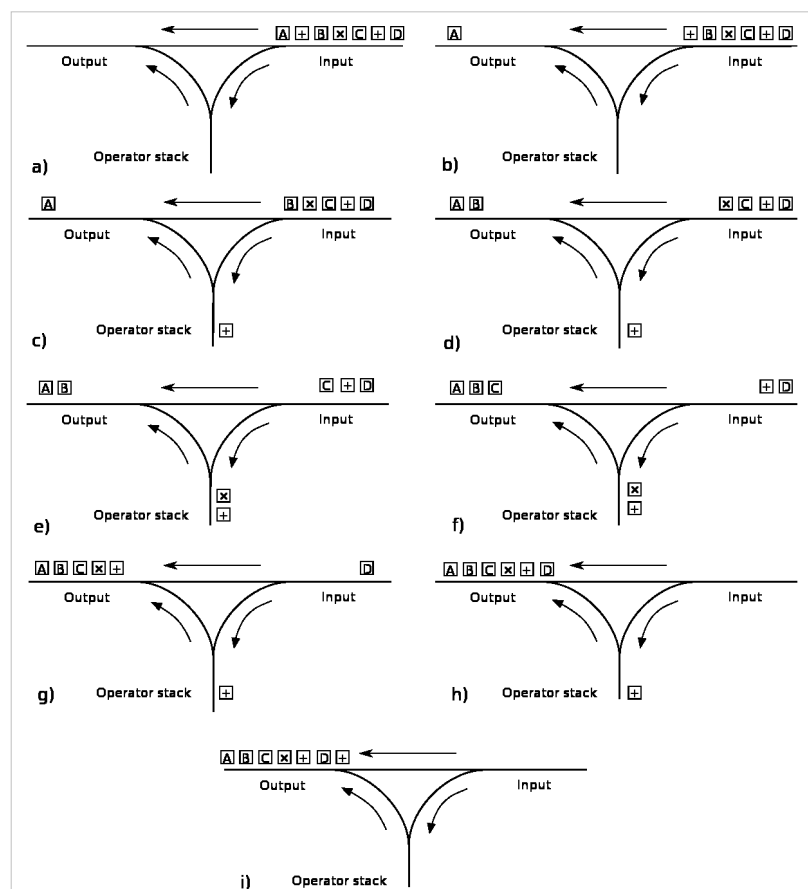 A + B × C + D
Output Input
Operator stack
a)
A + B × C + D
Output Input
Operator stack
b)
A B × C + D
Output Input
Operator stack +
c)
A B × C + D
Output Input
Operator stack +
d)
A B C + D
Output Input
×
Operator stack +
e)
A B C + D
Output Input
×
Operator stack +
f)
A B C × + D
Output Input
Operator stack +
g)
A B C × + D
Output Input
Operator stack +
h)
A B C × + D +
Output Input
Operator stack
i)